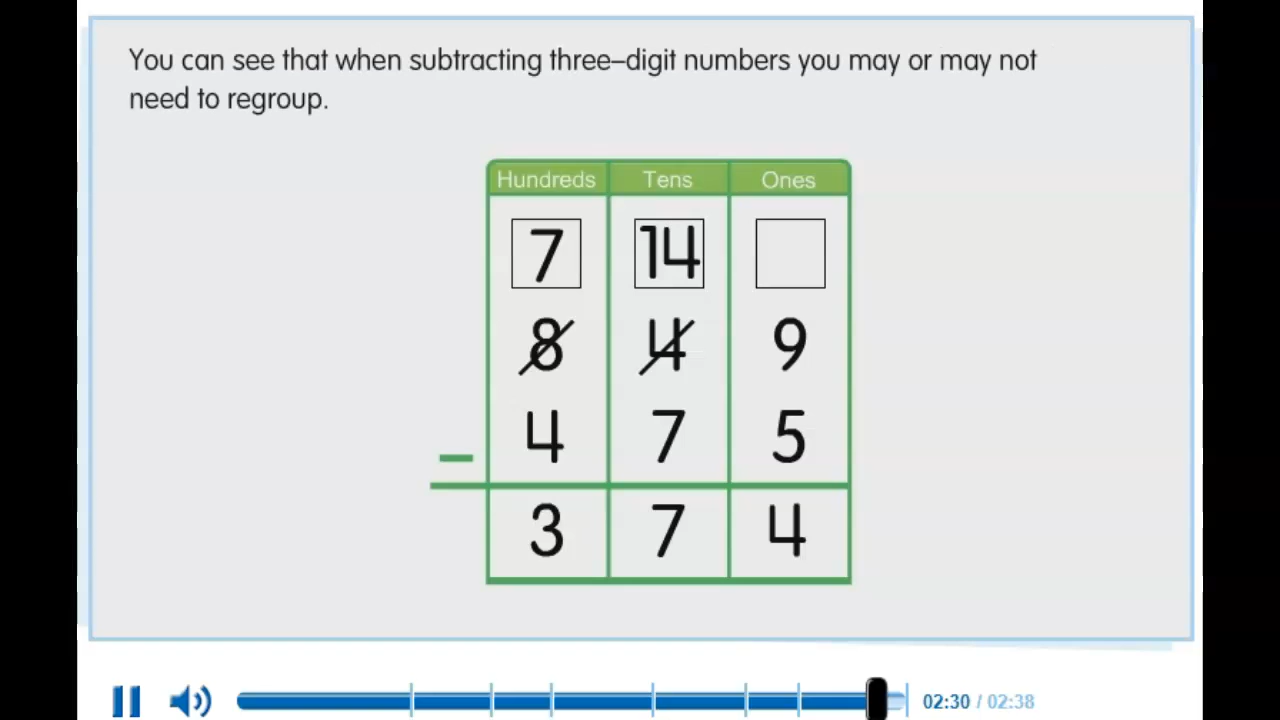 You can see that when subtracting three–digit numbers you may or may not
need to regroup.
Hundreds Tens Ones
7 14
8 4 9
– 4 7 5
3 7 4
02:30 / 02:38